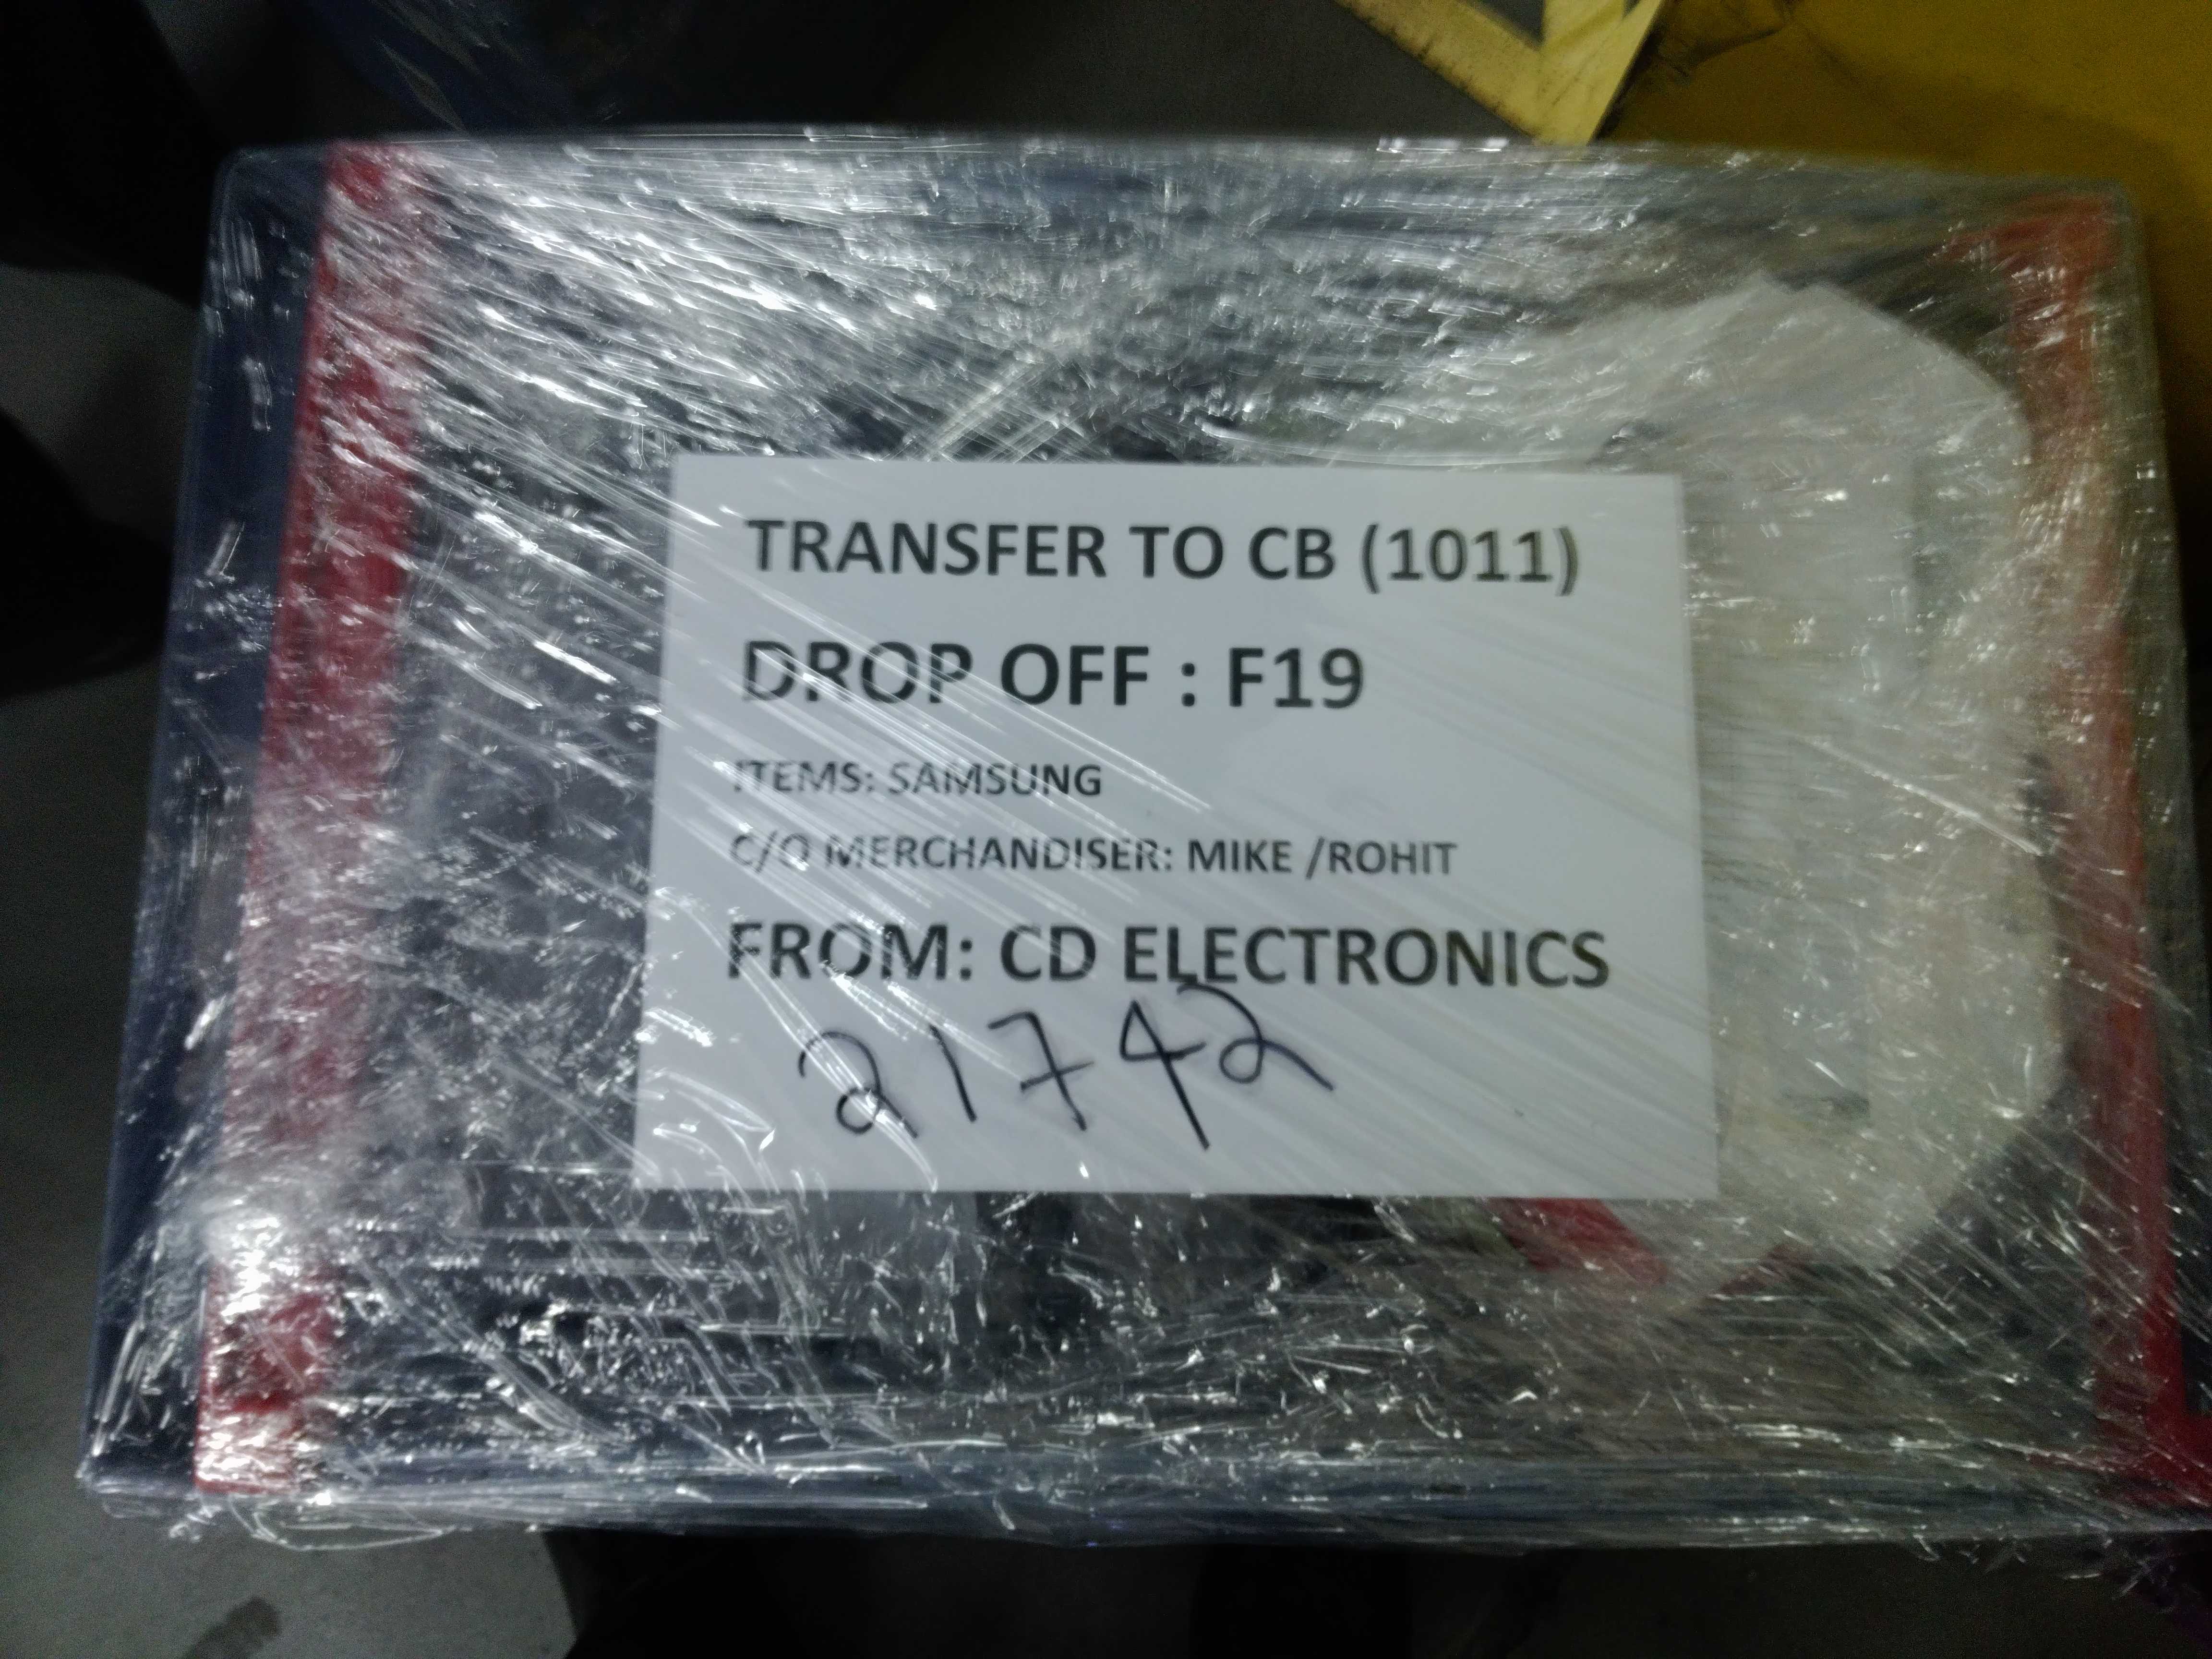 TRANSFER TO CB (1011)
DROP OFF : F19
ITEMS: SAMSUNG
C/O MERCHANDISER: MIKE /ROHIT
FROM: CD ELECTRONICS
21742